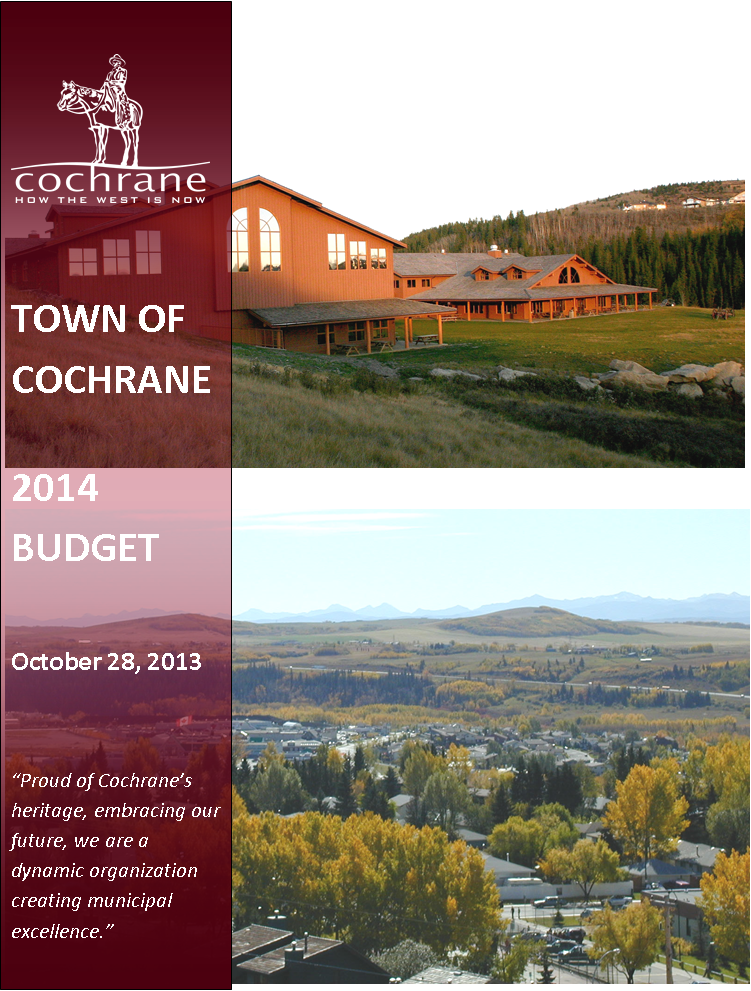 cochrane
HOW THE WEST IS NOW
TOWN OF
COCHRANE
2014
BUDGET
October 28, 2013
“Proud of Cochrane’s
heritage, embracing our
future, we are a
dynamic organization
creating municipal
excellence.”